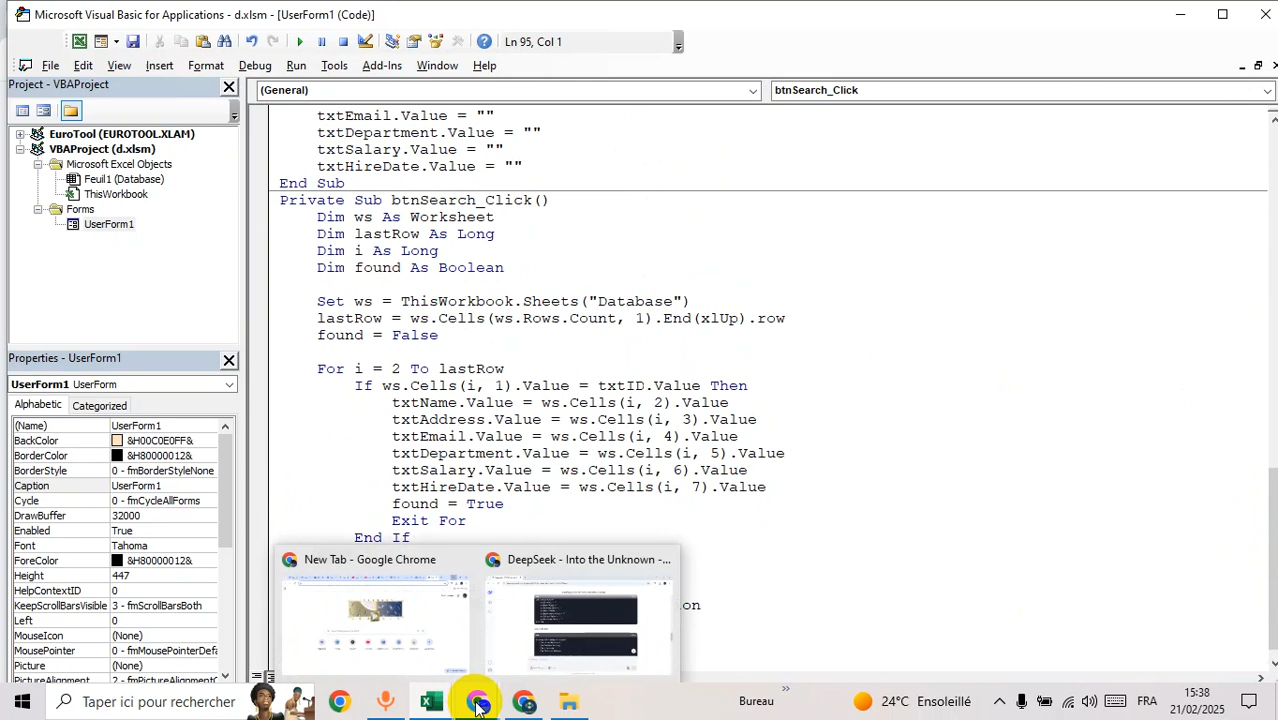 Microsoft Visual Basic for Applications - d.xlsm - [UserForm1 (Code)]
Ln 95, Col 1
File Edit View Insert Format Debug Run Tools Add-Ins Window Help
Project - VBAProject
(General)
btnSearch_Click
EuroTool (EUROTOOL.XLAM)
VBAProject (d.xlsm)
Microsoft Excel Objects
Feuil1 (Database)
ThisWorkbook
Forms
UserForm1
txtEmail.Value = ""
txtDepartment.Value = ""
txtSalary.Value = ""
txtHireDate.Value = ""
End Sub
Private Sub btnSearch_Click()
Dim ws As Worksheet
Dim lastRow As Long
Dim i As Long
Dim found As Boolean
Set ws = ThisWorkbook.Sheets("Database")
lastRow = ws.Cells(ws.Rows.Count, 1).End(xlUp).row
found = False
For i = 2 To lastRow
If ws.Cells(i, 1).Value = txtID.Value Then
txtName.Value = ws.Cells(i, 2).Value
txtAddress.Value = ws.Cells(i, 3).Value
txtEmail.Value = ws.Cells(i, 4).Value
txtDepartment.Value = ws.Cells(i, 5).Value
txtSalary.Value = ws.Cells(i, 6).Value
txtHireDate.Value = ws.Cells(i, 7).Value
found = True
Exit For
End If
on
Properties - UserForm1
UserForm1 UserForm
Alphabetic Categorized
(Name) UserForm1
BackColor &H00C0E0FF&
BorderColor &H80000012&
BorderStyle 0 - fmBorderStyleNone
Caption UserForm1
Cycle 0 - fmCycleAllForms
DrawBuffer 32000
Enabled True
Font Tahoma
ForeColor &H80000012&
Height
HelpContextID 0
KeepScrollBarsVisible 3 - fmScrollBarsBoth
Left
MouseIcon (None)
MousePointer 0 - fmMousePointerDefa
Picture (None)
New Tab - Google Chrome
DeepSeek - Into the Unknown -...
Taper ici pour rechercher
Bureau
»
24°C Ensoleillé
FR
5:38
21/02/2025